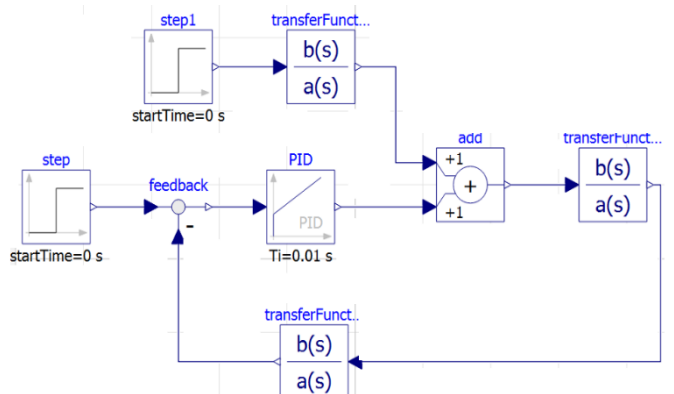 step1
transferFunct...
b(s)
a(s)
startTime=0 s
add
+1
+
+1
transferFunct...
b(s)
a(s)
step
startTime=0 s
feedback
-
PID
PID
Ti=0.01 s
transferFunct..
b(s)
a(s)